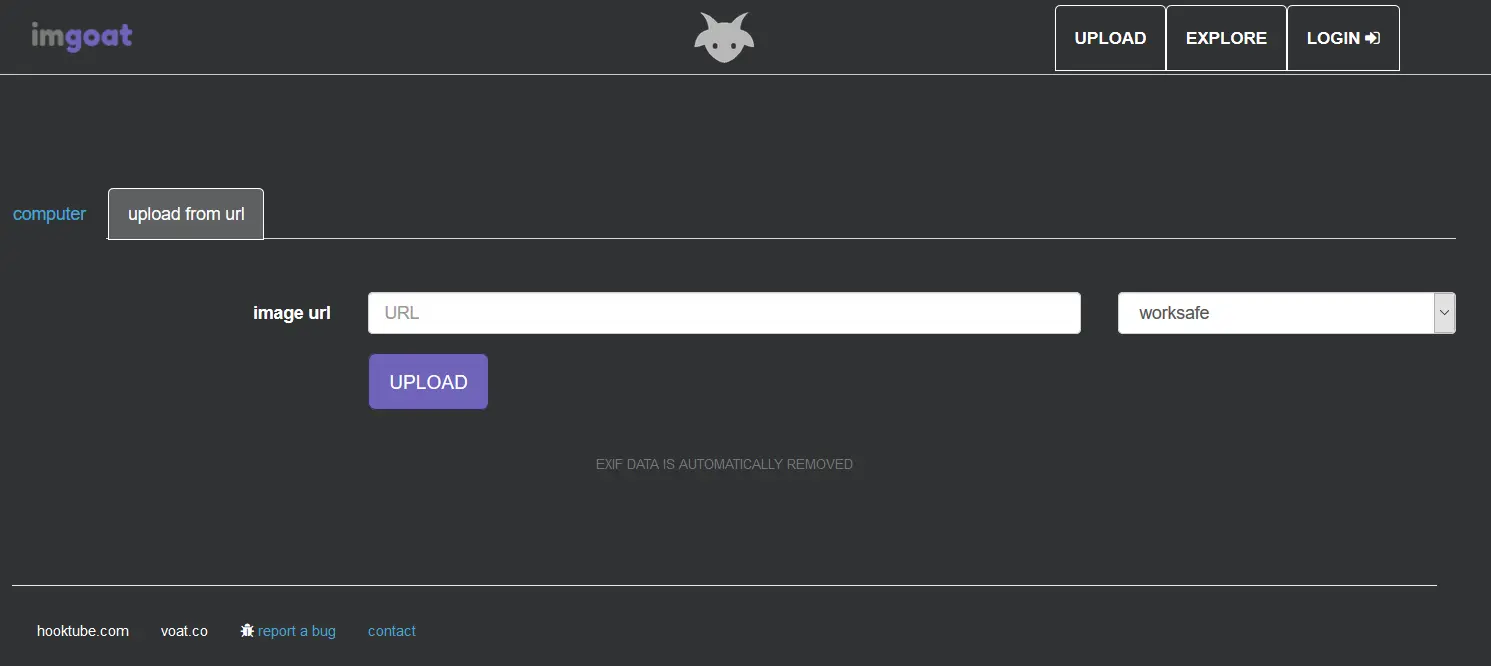 imgoat UPLOAD EXPLORE LOGIN
computer upload from url
image url URL worksafe
UPLOAD
EXIF DATA IS AUTOMATICALLY REMOVED
hooktube.com voat.co report a bug contact